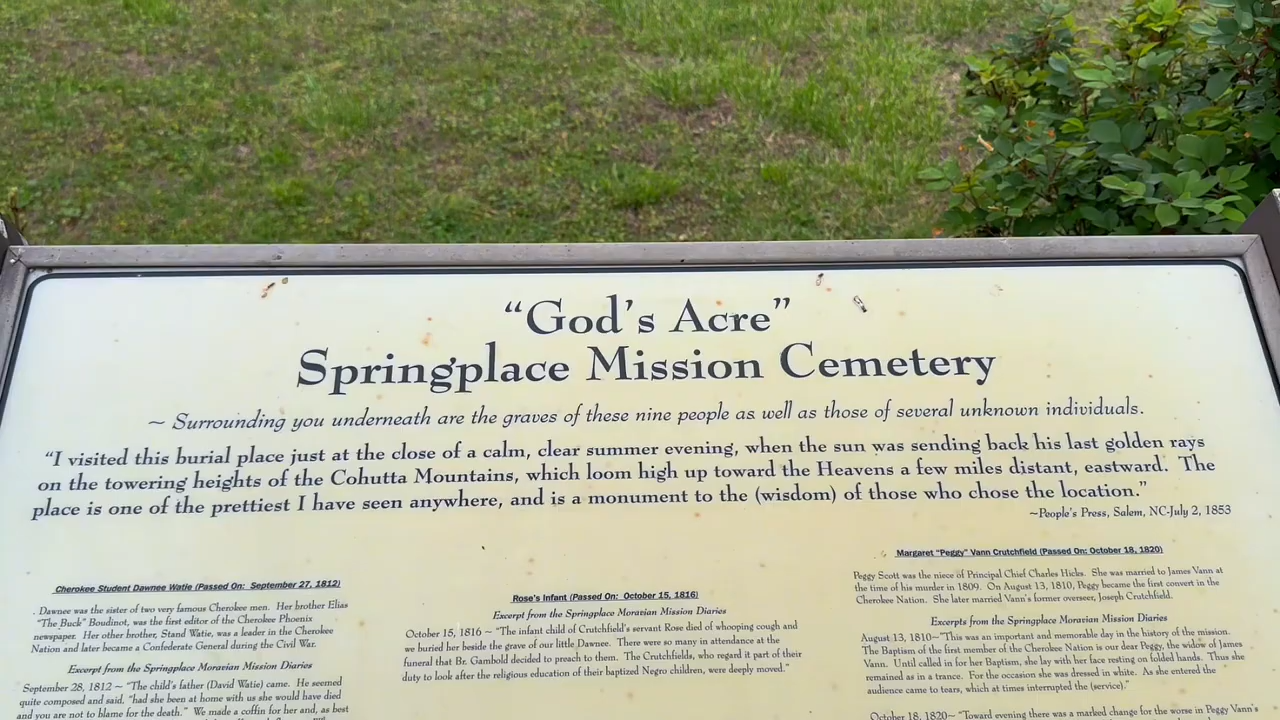 “God's Acre”
Springplace Mission Cemetery
~ Surrounding you underneath are the graves of these nine people as well as those of several unknown individuals.
“I visited this burial place just at the close of a calm, clear summer evening, when the sun was sending back his last golden rays
on the towering heights of the Cohutta Mountains, which loom high up toward the Heavens a few miles distant, eastward. The
place is one of the prettiest I have seen anywhere, and is a monument to the (wisdom) of those who chose the location.”
~People's Press, Salem, NC-July 2, 1853
Cherokee Student Dawnee Watie (Passed On: September 27, 1812)
Dawnee was the sister of two very famous Cherokee men. Her brother Elias
“The Buck” Boudinot, was the first editor of the Cherokee Phoenix
newspaper. Her other brother, Stand Watie, was a leader in the Cherokee
Nation and later became a Confederate General during the Civil War.
Excerpt from the Springplace Moravian Mission Diaries
September 28, 1812 ~ “The child's father (David Watie) came. He seemed
quite composed and said, “had she been at home with us she would have died
and you are not to blame for the death.” We made a coffin for her and, as best
Rose's Infant (Passed On: October 15, 1816)
Excerpt from the Springplace Moravian Mission Diaries
October 15, 1816 ~ “The infant child of Crutchfield's servant Rose died of whooping cough and
we buried her beside the grave of our little Dawnee. There were so many in attendance at the
funeral that Br. Gambold decided to preach to them. The Crutchfields, who regard it part of their
duty to look after the religious education of their baptized Negro children, were deeply moved.”
Margaret “Peggy” Vann Crutchfield (Passed On: October 18, 1820)
Peggy Scott was the niece of Principal Chief Charles Hicks. She was married to James Vann at
the time of his murder in 1809. On August 13, 1810, Peggy became the first convert in the
Cherokee Nation. She later married Vann's former overseer, Joseph Crutchfield.
Excerpts from the Springplace Moravian Mission Diaries
August 13, 1810~“This was an important and memorable day in the history of the mission.
The Baptism of the first member of the Cherokee Nation is our dear Peggy, the widow of James
Vann. Until called in for her Baptism, she lay with her face resting on folded hands. Thus she
remained as in a trance. For the occasion she was dressed in white. As she entered the
audience came to tears, which at times interrupted the (service).”
October 18, 1820~ “Toward evening there was a marked change for the worse in Peggy Vann's